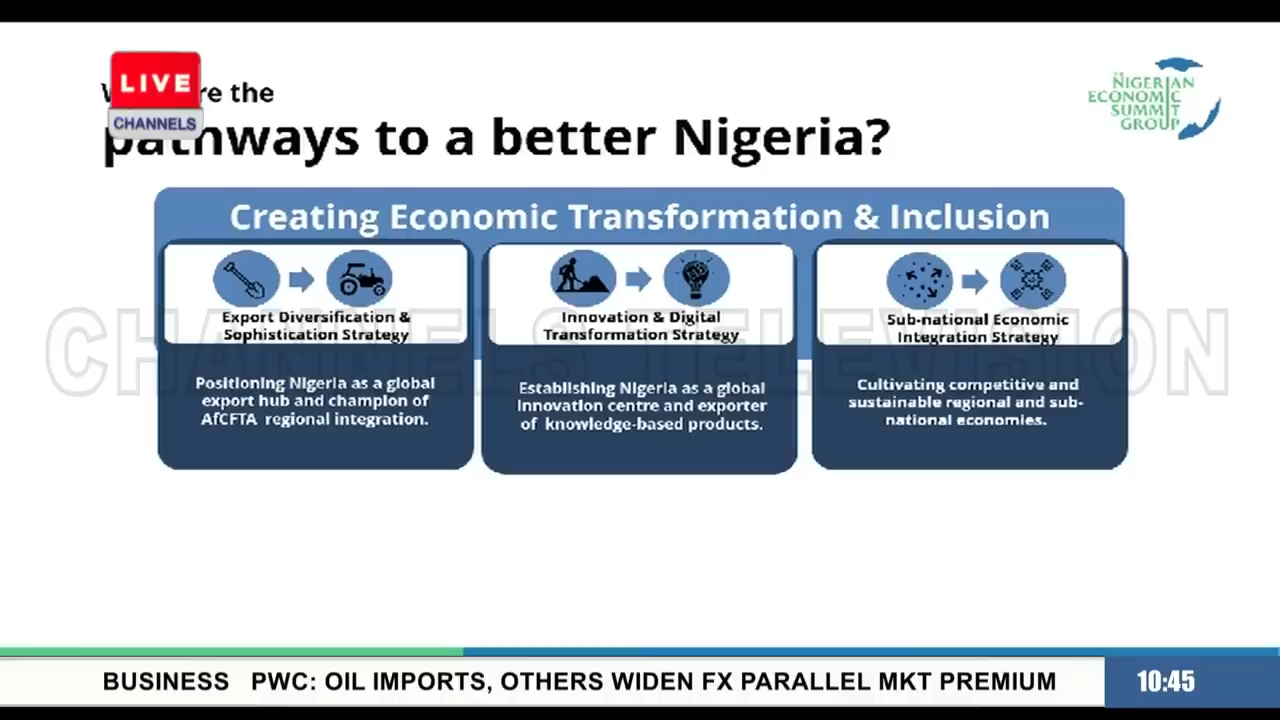 LIVE
CHANNELS
re the
pathways to a better Nigeria?
THE
NIGERIAN
ECONOMIC
SUMMIT
GROUP
Creating Economic Transformation & Inclusion
Export Diversification &
Sophistication Strategy
Positioning Nigeria as a global
export hub and champion of
AfCFTA regional integration.
Innovation & Digital
Transformation Strategy
Establishing Nigeria as a global
innovation centre and exporter
of knowledge-based products.
Sub-national Economic
Integration Strategy
Cultivating competitive and
sustainable regional and sub-
national economies.
CHANNELS TELEVISION
BUSINESS PWC: OIL IMPORTS, OTHERS WIDEN FX PARALLEL MKT PREMIUM
10:45